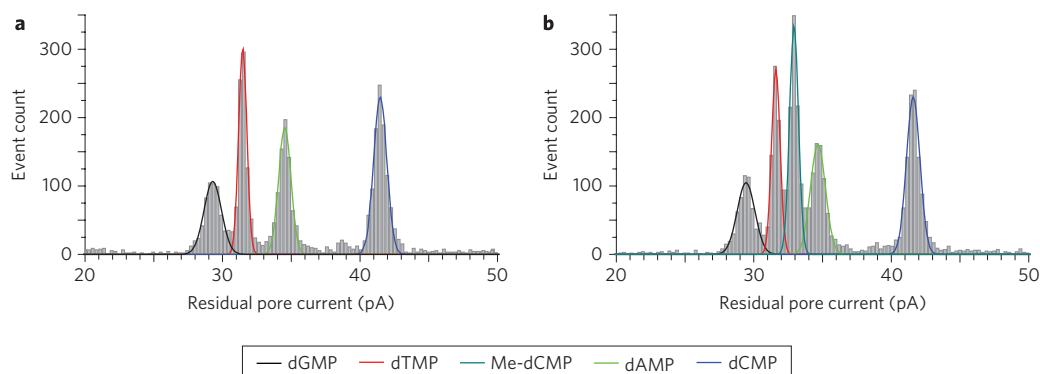 a
300
200
100
0
Event count
20 30 40 50
Residual pore current (pA)
b
300
200
100
0
Event count
20 30 40 50
Residual pore current (pA)
dGMP dTMP Me-dCMP dAMP dCMP